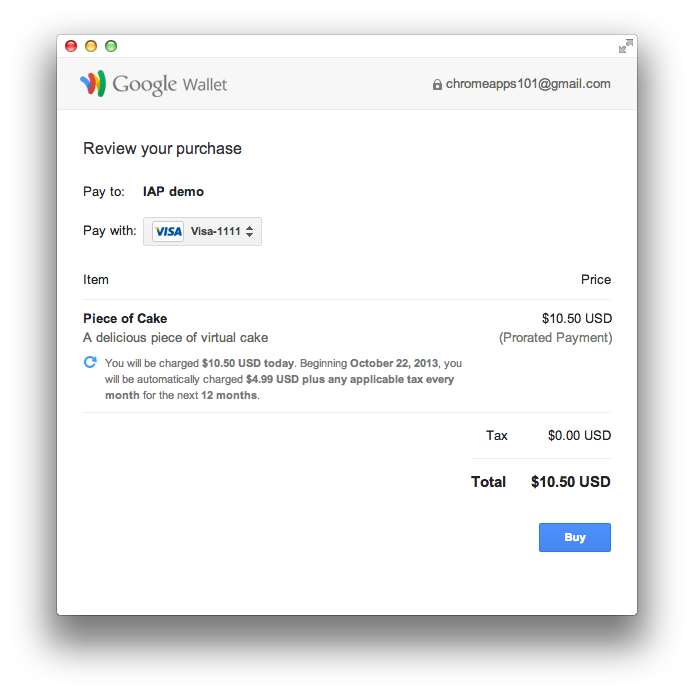 Google Wallet
chromeapps101@gmail.com
Review your purchase
Pay to: IAP demo
Pay with: VISA Visa-1111
Item Price
Piece of Cake $10.50 USD
A delicious piece of virtual cake (Prorated Payment)
You will be charged $10.50 USD today. Beginning October 22, 2013, you
will be automatically charged $4.99 USD plus any applicable tax every
month for the next 12 months.
Tax $0.00 USD
Total $10.50 USD
Buy